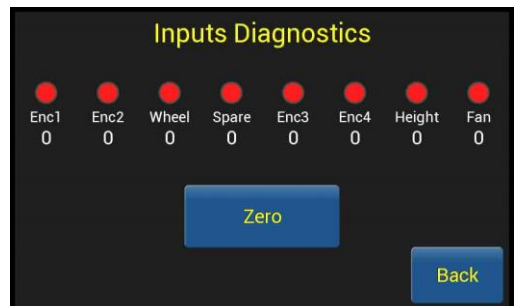 Inputs Diagnostics
Enc1 Enc2 Wheel Spare Enc3 Enc4 Height Fan
0 0 0 0 0 0 0 0
Zero
Back